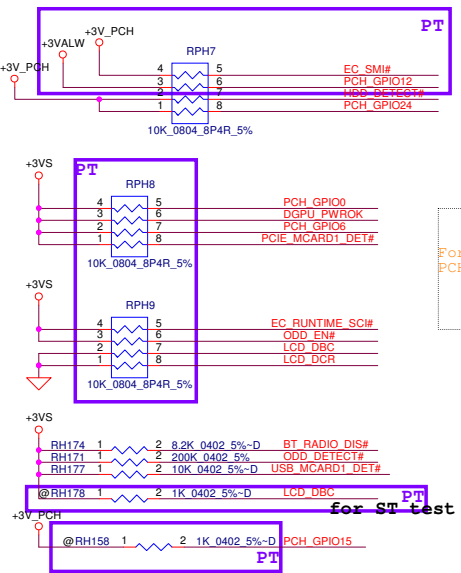 PT
+3V_PCH
+3VALW
+3V_PCH
RPH7
4 5 EC_SMI#
3 6 PCH_GPIO12
2 7 HDD_DETECT#
1 8 PCH_GPIO24
10K_0804_8P4R_5%
+3VS
PT
RPH8
4 5 PCH_GPIO0
3 6 DGPU_PWROK
2 7 PCH_GPIO6
1 8 PCIE_MCARD1_DET#
10K_0804_8P4R_5%
For
PCH
+3VS
RPH9
4 5 EC_RUNTIME_SCI#
3 6 ODD_EN#
2 7 LCD_DBC
1 8 LCD_DCR
10K_0804_8P4R_5%
+3VS
RH174 1 2 8.2K_0402_5%~D BT_RADIO_DIS#
RH171 1 2 200K_0402_5% ODD_DETECT#
RH177 1 2 10K_0402_5%~D USB_MCARD1_DET#
@RH178 1 2 1K_0402_5%~D LCD_DBC PT
for ST test
+3V_PCH
@RH158 1 2 1K_0402_5%~D PCH_GPIO15
PT